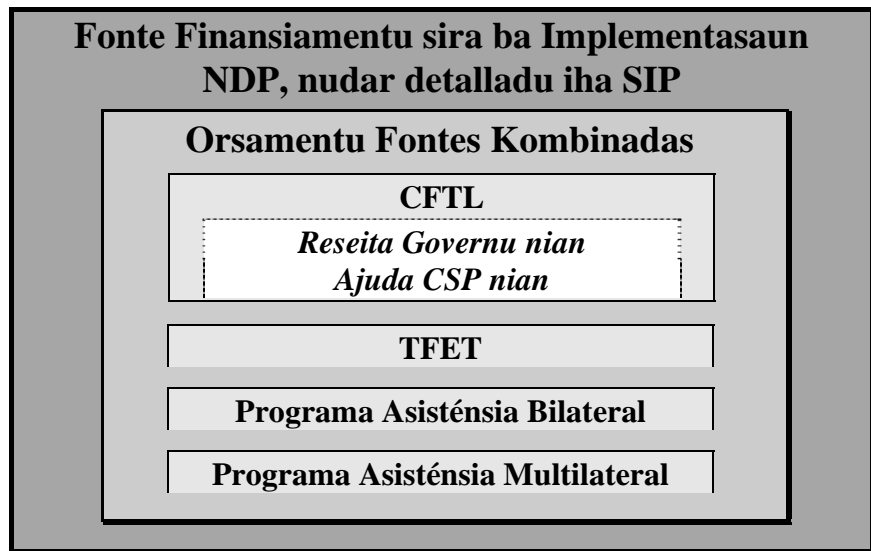 Fonte Finansiamentu sira ba Implementasaun
NDP, nudar detalladu iha SIP
Orsamentu Fontes Kombinadas
CFTL
Reseita Governu nian
Ajuda CSP nian
TFET
Programa Asisténsia Bilateral
Programa Asisténsia Multilateral